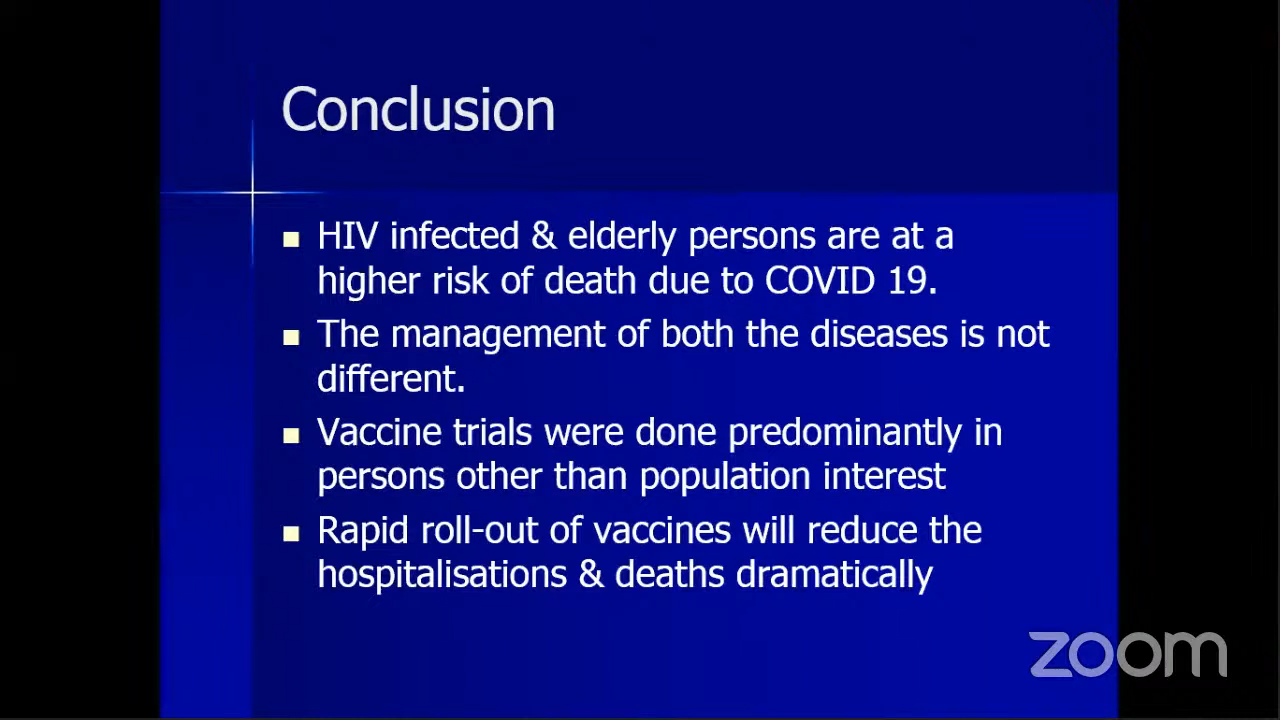 Conclusion
HIV infected & elderly persons are at a
higher risk of death due to COVID 19.
The management of both the diseases is not
different.
Vaccine trials were done predominantly in
persons other than population interest
Rapid roll-out of vaccines will reduce the
hospitalisations & deaths dramatically
zoom